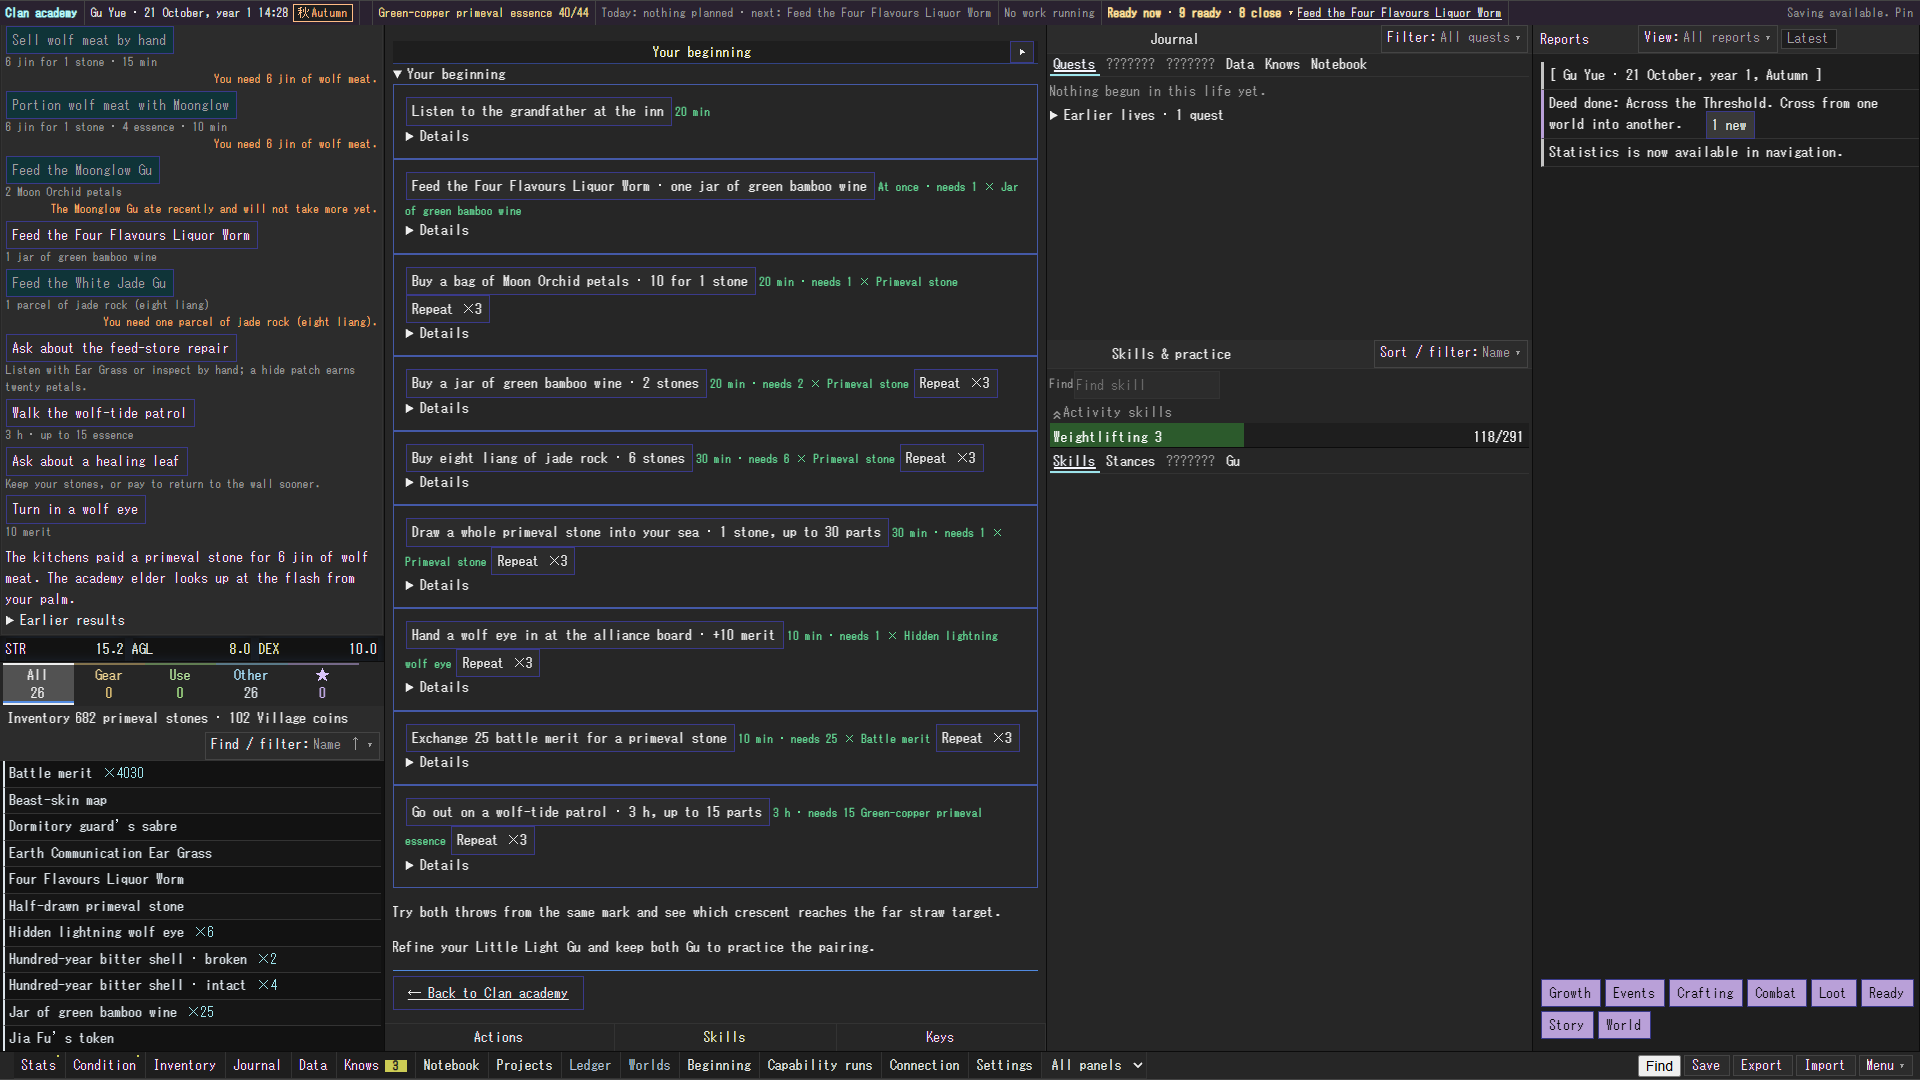 Clan academy Gu Yue · 21 October, year 1 14:28 秋Autumn Green-copper primeval essence 40/44 Today: nothing planned · next: Feed the Four Flavours Liquor Worm No work running Ready now · 9 ready · 8 close ▾ Feed the Four Flavours Liquor Worm Saving available. Pin
Sell wolf meat by hand
6 jin for 1 stone · 15 min
You need 6 jin of wolf meat.
Portion wolf meat with Moonglow
6 jin for 1 stone · 4 essence · 10 min
You need 6 jin of wolf meat.
Feed the Moonglow Gu
2 Moon Orchid petals
The Moonglow Gu ate recently and will not take more yet.
Feed the Four Flavours Liquor Worm
1 jar of green bamboo wine
Feed the White Jade Gu
1 parcel of jade rock (eight liang)
You need one parcel of jade rock (eight liang).
Ask about the feed-store repair
Listen with Ear Grass or inspect by hand; a hide patch earns
twenty petals.
Walk the wolf-tide patrol
3 h · up to 15 essence
Ask about a healing leaf
Keep your stones, or pay to return to the wall sooner.
Turn in a wolf eye
10 merit
The kitchens paid a primeval stone for 6 jin of wolf
meat. The academy elder looks up at the flash from
your palm.
▶ Earlier results
STR 15.2 AGL 8.0 DEX 10.0
All Gear Use Other ★
26 0 0 26 0
Inventory 682 primeval stones · 102 Village coins
Find / filter: Name ↑ ▾
Battle merit ×4030
Beast-skin map
Dormitory guard's sabre
Earth Communication Ear Grass
Four Flavours Liquor Worm
Half-drawn primeval stone
Hidden lightning wolf eye ×6
Hundred-year bitter shell · broken ×2
Hundred-year bitter shell · intact ×4
Jar of green bamboo wine ×25
Jia Fu's token
Your beginning ▸
▼ Your beginning
Listen to the grandfather at the inn 20 min
▶ Details
Feed the Four Flavours Liquor Worm · one jar of green bamboo wine At once · needs 1 × Jar
of green bamboo wine
▶ Details
Buy a bag of Moon Orchid petals · 10 for 1 stone 20 min · needs 1 × Primeval stone
Repeat ×3
▶ Details
Buy a jar of green bamboo wine · 2 stones 20 min · needs 2 × Primeval stone Repeat ×3
▶ Details
Buy eight liang of jade rock · 6 stones 30 min · needs 6 × Primeval stone Repeat ×3
▶ Details
Draw a whole primeval stone into your sea · 1 stone, up to 30 parts 30 min · needs 1 ×
Primeval stone Repeat ×3
▶ Details
Hand a wolf eye in at the alliance board · +10 merit 10 min · needs 1 × Hidden lightning
wolf eye Repeat ×3
▶ Details
Exchange 25 battle merit for a primeval stone 10 min · needs 25 × Battle merit Repeat ×3
▶ Details
Go out on a wolf-tide patrol · 3 h, up to 15 parts 3 h · needs 15 Green-copper primeval
essence Repeat ×3
▶ Details
Try both throws from the same mark and see which crescent reaches the far straw target.
Refine your Little Light Gu and keep both Gu to practice the pairing.
← Back to Clan academy
Actions Skills Keys
Journal Filter: All quests ▾
Quests ??????? ??????? Data Knows Notebook
Nothing begun in this life yet.
▶ Earlier lives · 1 quest
Skills & practice Sort / filter: Name ▾
Find Find skill
Activity skills
Weightlifting 3 118/291
Skills Stances ??????? Gu
Reports View: All reports ▾ Latest
[ Gu Yue · 21 October, year 1, Autumn ]
Deed done: Across the Threshold. Cross from one
world into another. 1 new
Statistics is now available in navigation.
Growth Events Crafting Combat Loot Ready
Story World
Stats Condition Inventory Journal Data Knows 3 Notebook Projects Ledger Worlds Beginning Capability runs Connection Settings All panels Find Save Export Import Menu ▾